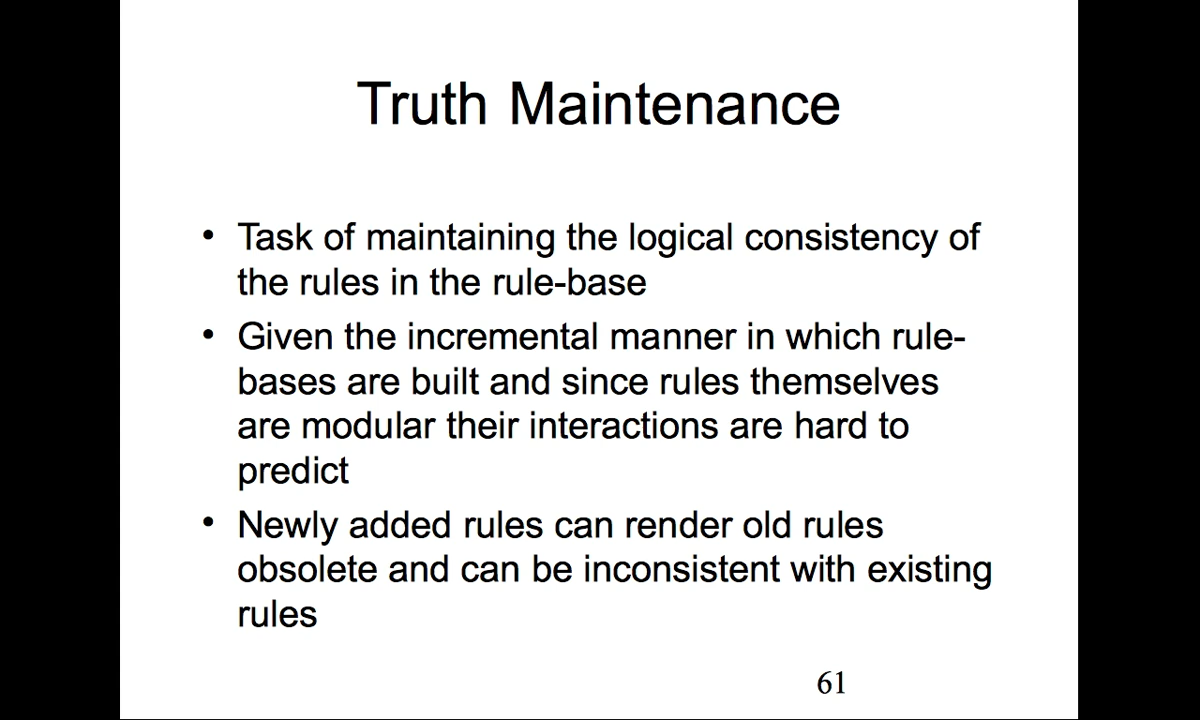 Truth Maintenance
• Task of maintaining the logical consistency of
the rules in the rule-base
• Given the incremental manner in which rule-
bases are built and since rules themselves
are modular their interactions are hard to
predict
• Newly added rules can render old rules
obsolete and can be inconsistent with existing
rules
61